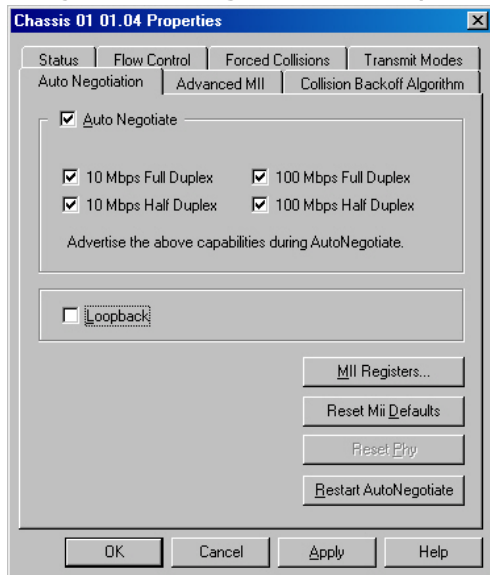 Chassis 01 01.04 Properties
Status Flow Control Forced Collisions Transmit Modes
Auto Negotiation Advanced MII Collision Backoff Algorithm
Auto Negotiate
10 Mbps Full Duplex 100 Mbps Full Duplex
10 Mbps Half Duplex 100 Mbps Half Duplex
Advertise the above capabilities during AutoNegotiate.
Loopback
MII Registers...
Reset Mii Defaults
Reset Phy
Restart AutoNegotiate
OK Cancel Apply Help